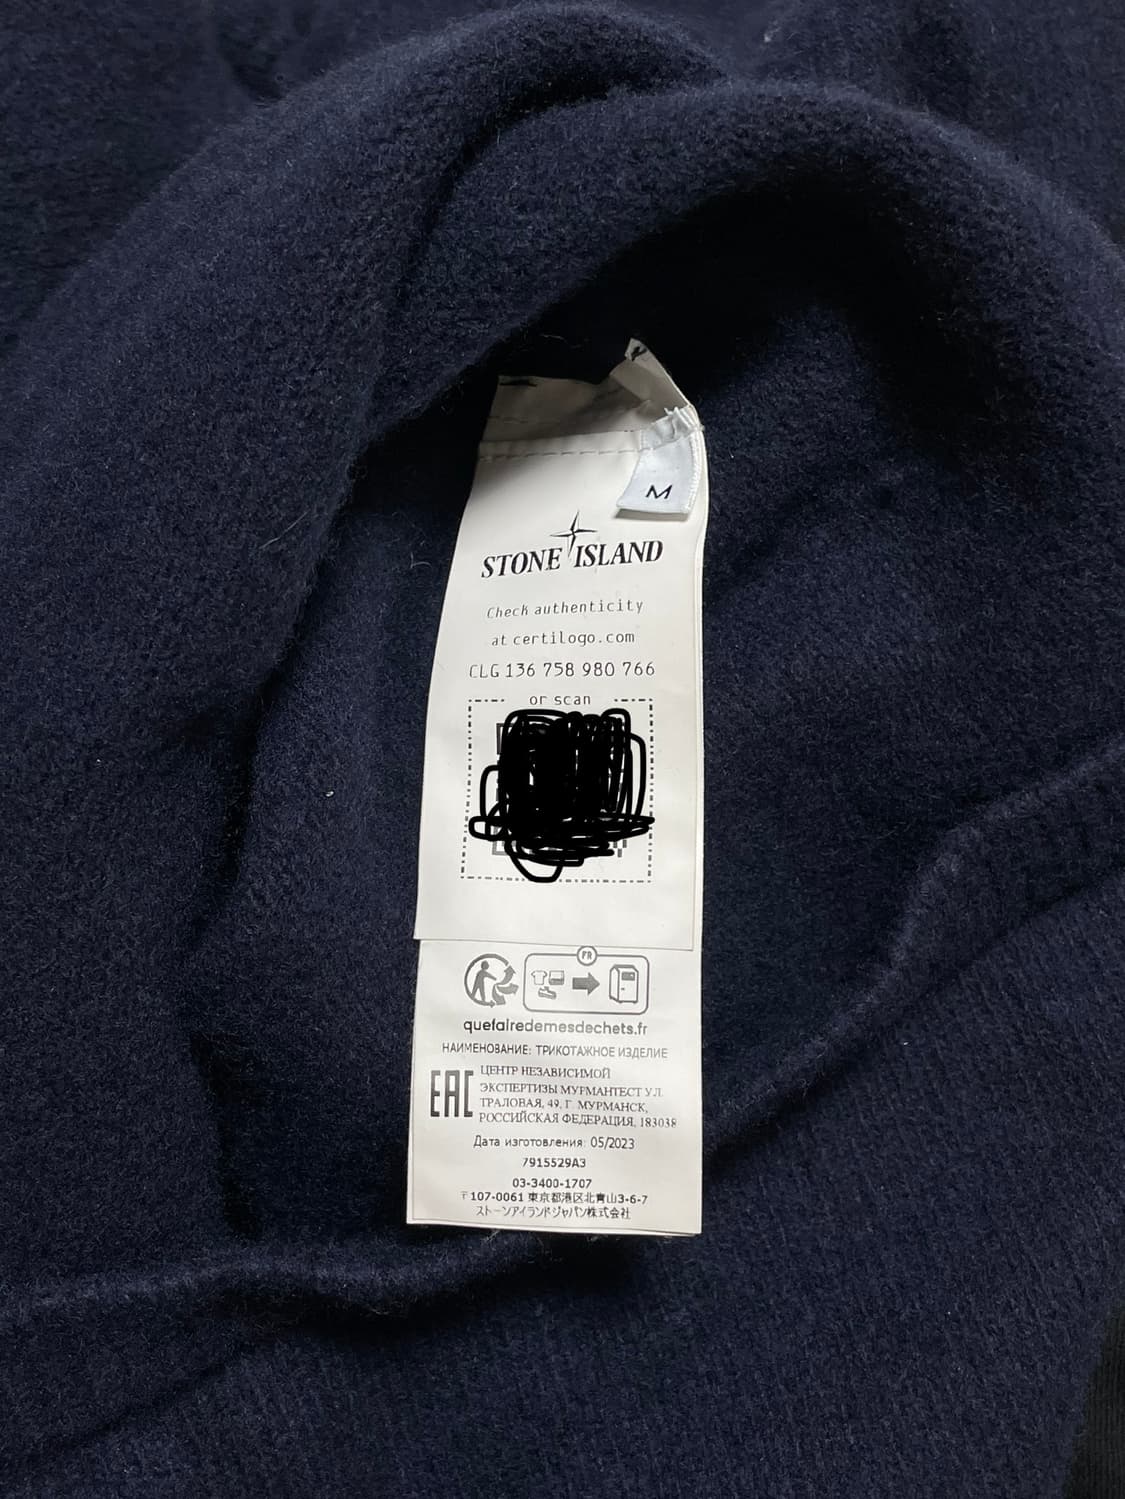 M
STONE ISLAND
Check authenticity
at certilogo.com
CLG 136 758 980 766
or scan
FR
quefairedemesdechets.fr
НАИМЕНОВАНИЕ: ТРИКОТАЖНОЕ ИЗДЕЛИЕ
EAC
ЦЕНТР НЕЗАВИСИМОЙ
ЭКСПЕРТИЗЫ МУРМАНТЕСТ УЛ.
ТРАЛОВАЯ, 49, Г. МУРМАНСК,
РОССИЙСКАЯ ФЕДЕРАЦИЯ, 183038
Дата изготовления: 05/2023
7915529A3
03-3400-1707
〒107-0061 東京都港区北青山3-6-7
ストーンアイランドジャパン株式会社